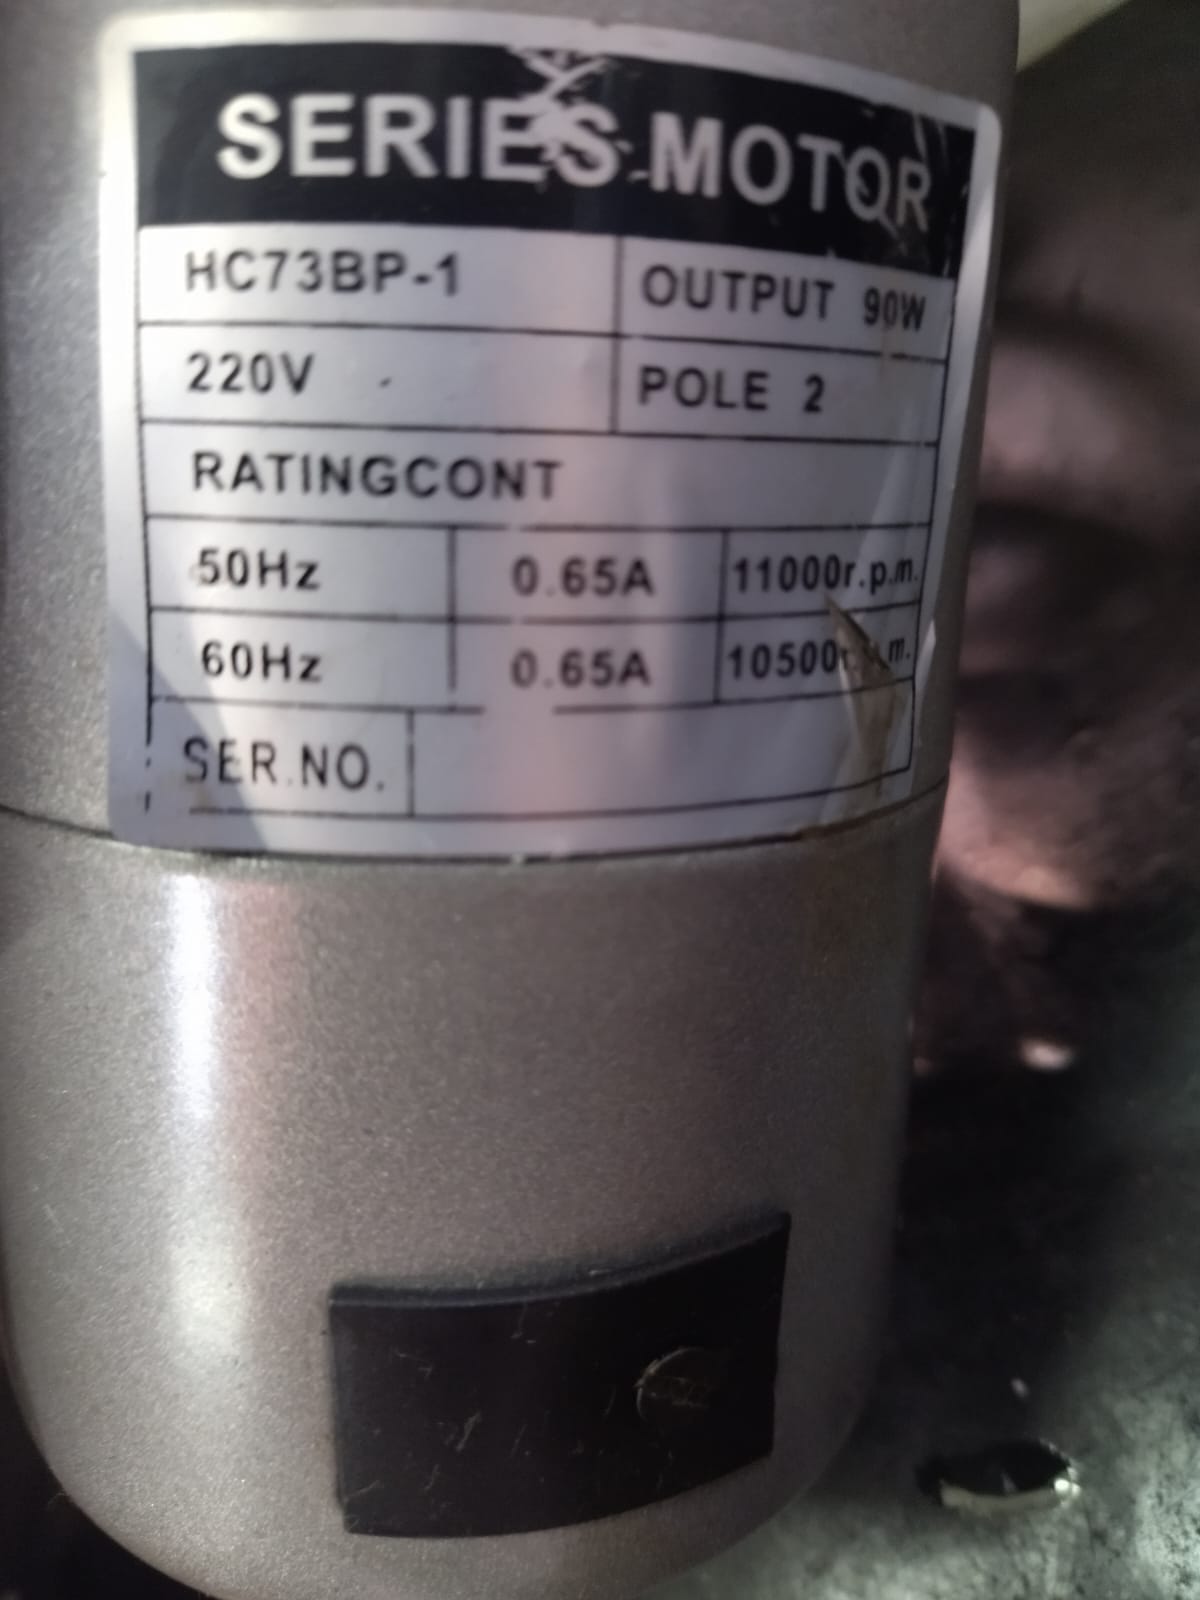 SERIES MOTOR
HC73BP-1 OUTPUT 90W
220V POLE 2
RATINGCONT
50Hz 0.65A 11000r.p.m.
60Hz 0.65A 10500r.p.m.
SER.NO.